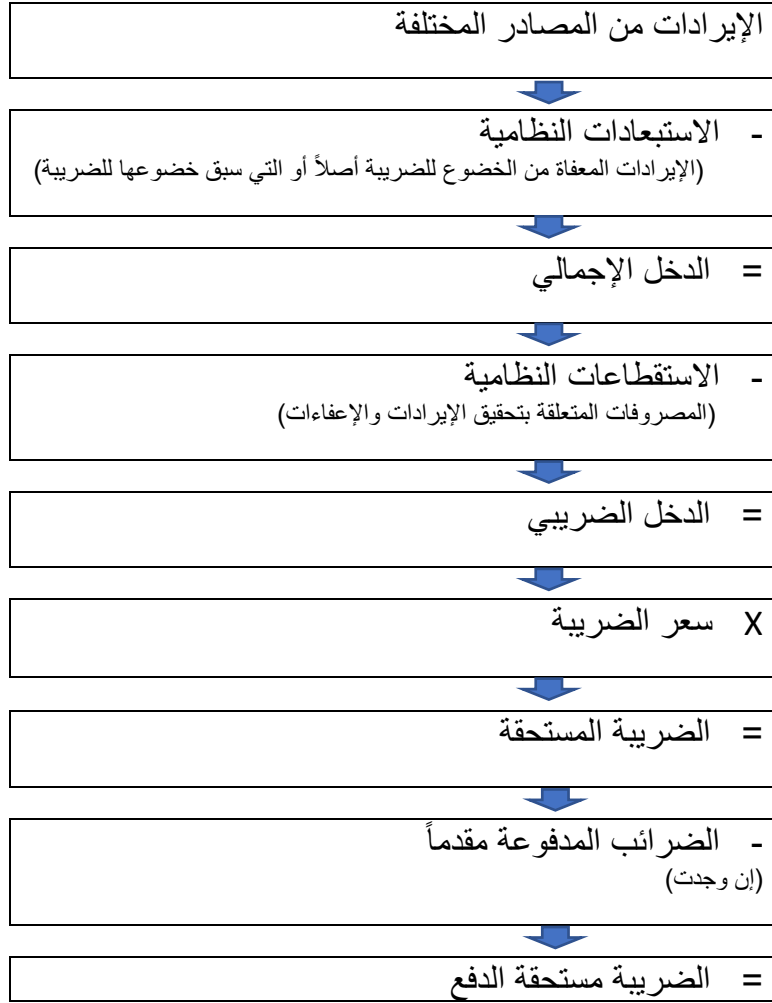 الإيرادات من المصادر المختلفة
- الاستبعادات النظامية
(الإيرادات المعفاة من الخضوع للضريبة أصلاً أو التي سبق خضوعها للضريبة)
= الدخل الإجمالي
- الاستقطاعات النظامية
(المصروفات المتعلقة بتحقيق الإيرادات والإعفاءات)
= الدخل الضريبي
X سعر الضريبة
= الضريبة المستحقة
- الضرائب المدفوعة مقدماً
(إن وجدت)
= الضريبة مستحقة الدفع